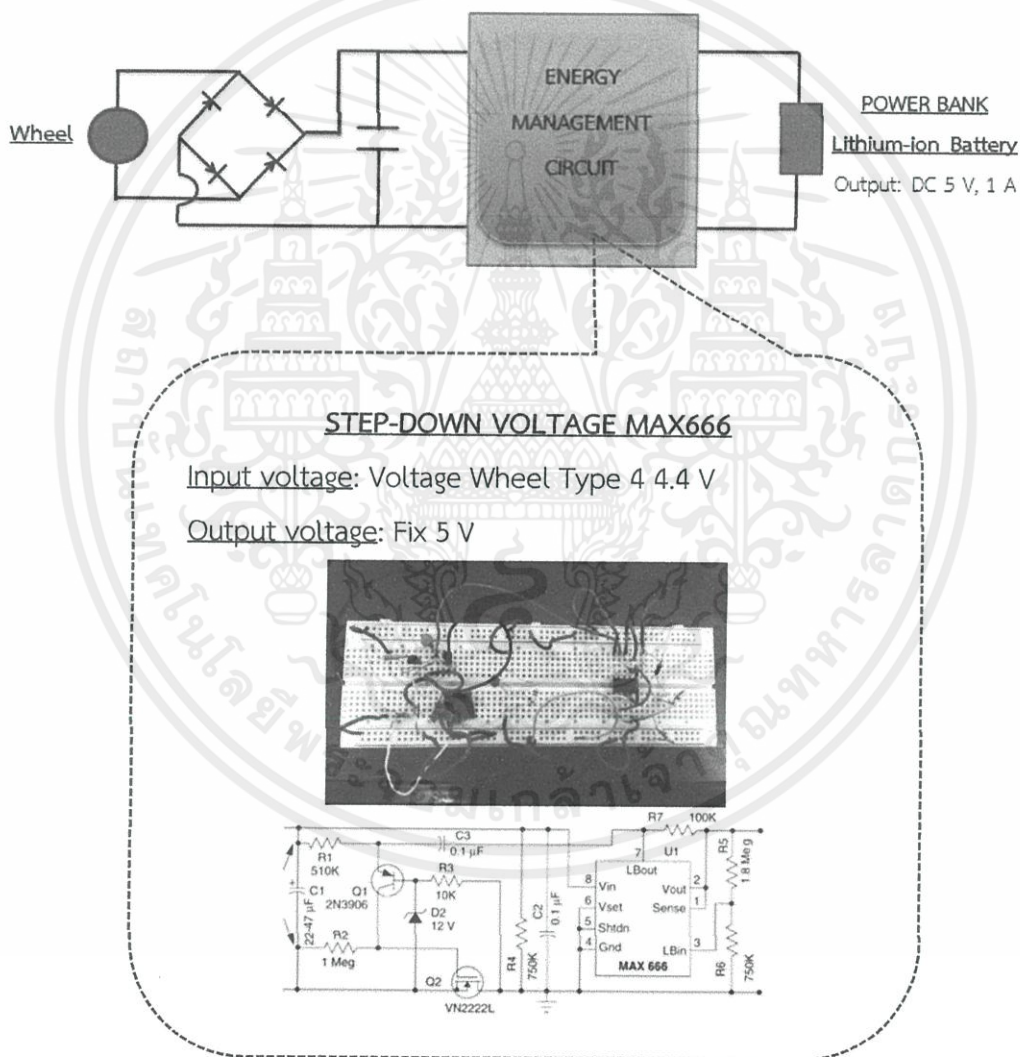 Wheel
ENERGY
MANAGEMENT
CIRCUIT
POWER BANK
Lithium-ion Battery
Output: DC 5 V, 1 A
STEP-DOWN VOLTAGE MAX666
Input voltage: Voltage Wheel Type 4 4.4 V
Output voltage: Fix 5 V
R1
510K
C1
22-47 µF
Q1
2N3906
R2
1 Meg
C3
0.1 µF
R3
10K
D2
12 V
Q2
VN2222L
R4
750K
C2
0.1 µF
R7
100K
U1
7
LBout
8
Vin
6
Vset
5
Shtdn
4
Gnd
Vout
2
Sense
1
LBin
3
MAX 666
R5
1.8 Meg
R6
750K